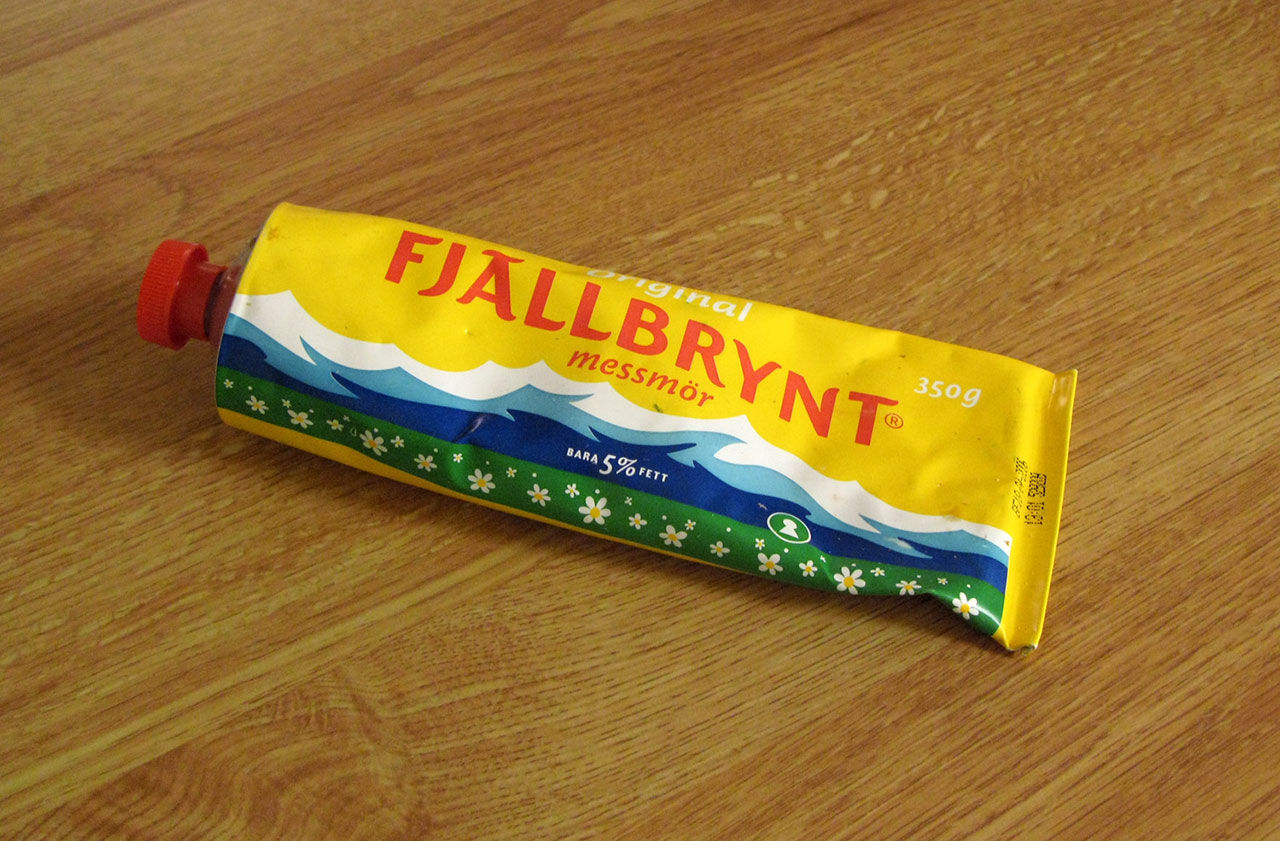 original
FJÄLLBRYNT®
messmör
350g
BARA 5% FETT